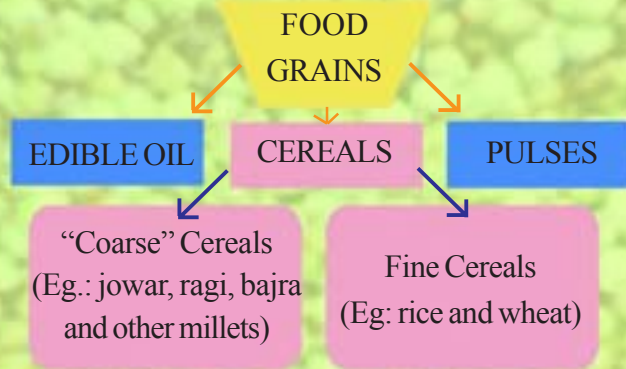 FOOD
GRAINS
EDIBLE OIL
CEREALS
PULSES
“Coarse” Cereals
(Eg.: jowar, ragi, bajra
and other millets)
Fine Cereals
(Eg: rice and wheat)